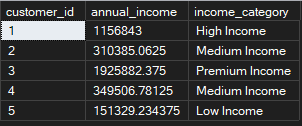 customer_id annual_income income_category
1 1156843 High Income
2 310385.0625 Medium Income
3 1925882.375 Premium Income
4 349506.78125 Medium Income
5 151329.234375 Low Income